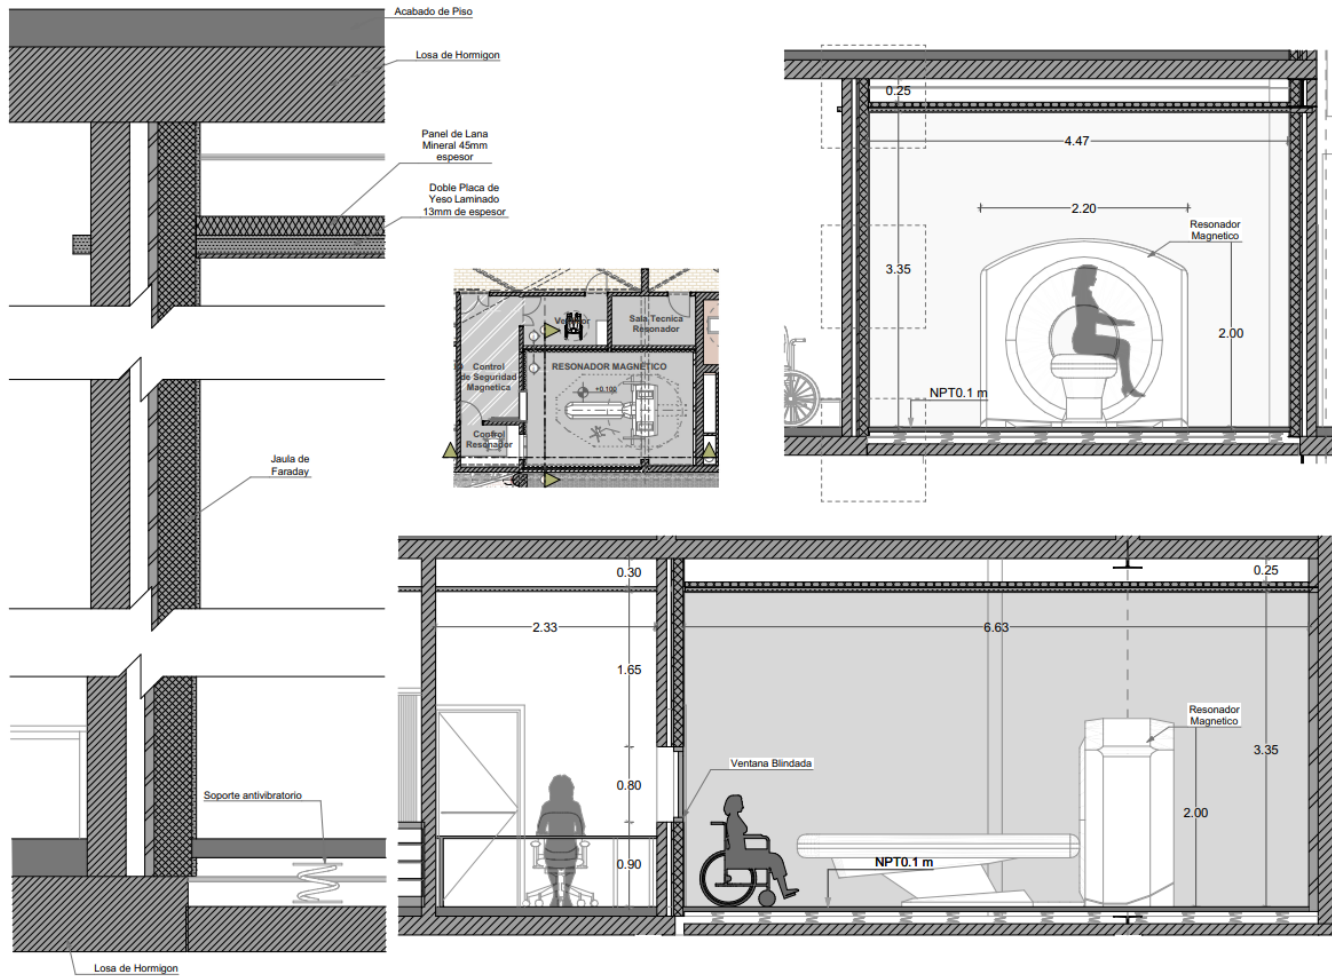 Acabado de Piso
Losa de Hormigon
Panel de Lana
Mineral 45mm
espesor
Doble Placa de
Yeso Laminado
13mm de espesor
Jaula de
Faraday
Soporte antivibratorio
Losa de Hormigon
Sala Tecnica
Resonador
Control
de Seguridad
Magnetica
RESONADOR MAGNETICO
+0.100
Control
Resonador
0.25
4.47
2.20
Resonador
Magnetico
3.35
2.00
NPT0.1 m
0.30
0.25
2.33
6.63
1.65
Resonador
Magnetico
3.35
Ventana Blindada
0.80
2.00
0.90
NPT0.1 m